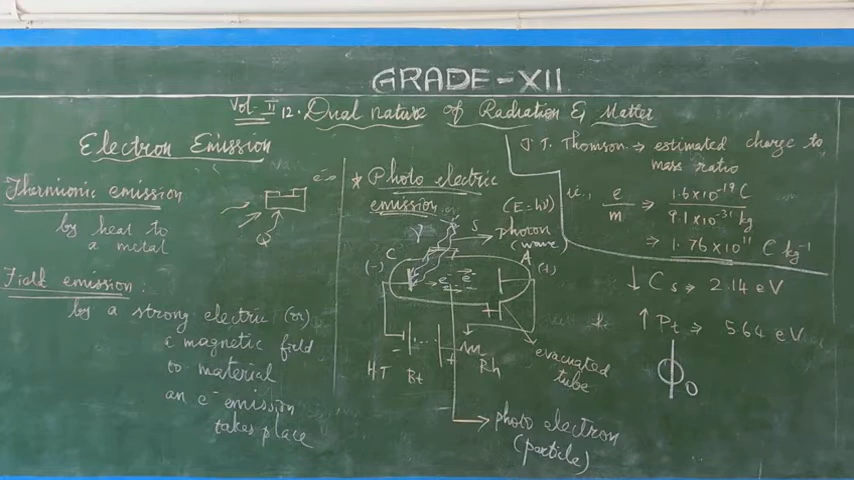 GRADE-XII
Vol-II 12. Dual nature of Radiation & Matter
Electron Emission
Thermionic emission
by heat to
a metal
Q
e-
Field emission:
by a strong electric (or)
magnetic field
to material
an e- emission
takes place
* Photo electric
emission
(E=hν)
γ
S
photon
(wave)
C
A
(-)
(+)
e-
e-
-
+
HT Bt
Rh
evacuated
tube
photo electron
(particle)
J.J. Thomson → estimated charge to
mass ratio
i.e., e/m ⇒ 1.6×10-19 C / 9.1×10-31 kg
⇒ 1.76×1011 C kg-1
↓ Cs ⇒ 2.14 eV
↑ Pt ⇒ 5.64 eV